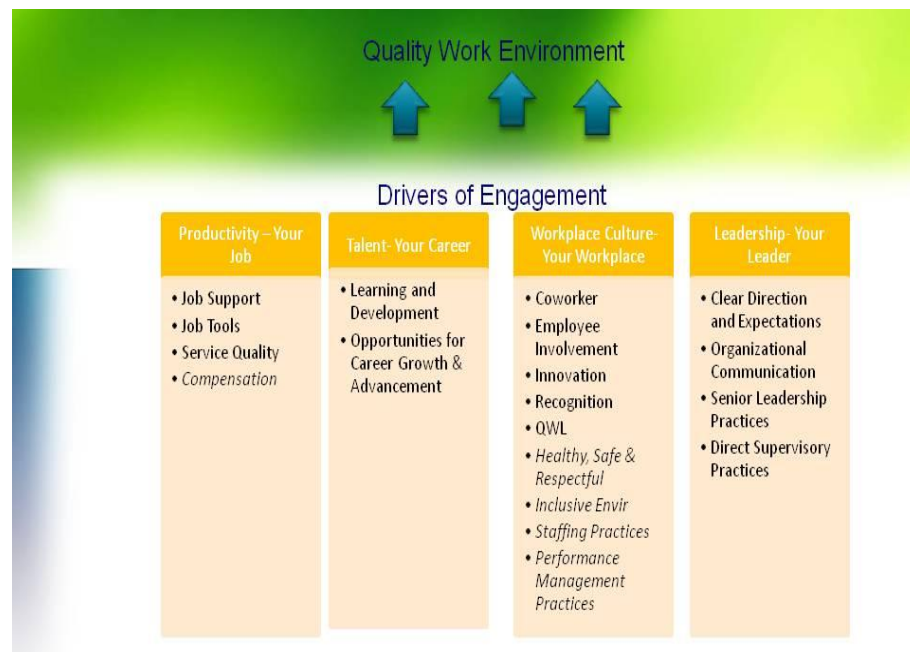 Quality Work Environment
Drivers of Engagement
Productivity – Your
Job
• Job Support
• Job Tools
• Service Quality
• Compensation
Talent- Your Career
• Learning and
Development
• Opportunities for
Career Growth &
Advancement
Workplace Culture-
Your Workplace
• Coworker
• Employee
Involvement
• Innovation
• Recognition
• QWL
• Healthy, Safe &
Respectful
• Inclusive Envir
• Staffing Practices
• Performance
Management
Practices
Leadership- Your
Leader
• Clear Direction
and Expectations
• Organizational
Communication
• Senior Leadership
Practices
• Direct Supervisory
Practices